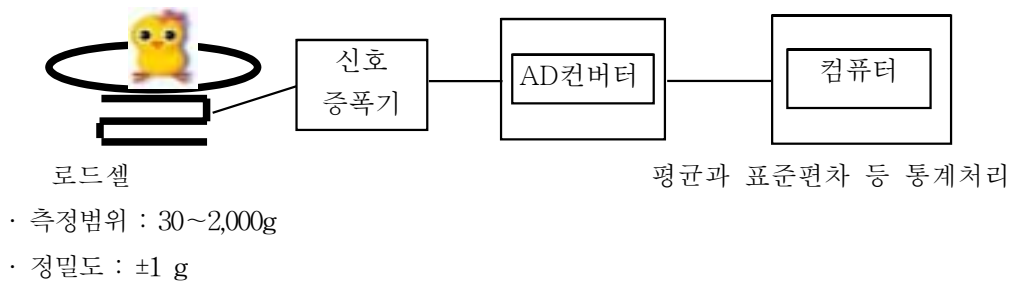 신호
증폭기
AD컨버터
컴퓨터
로드셀
평균과 표준편차 등 통계처리
· 측정범위 : 30~2,000g
· 정밀도 : ±1 g